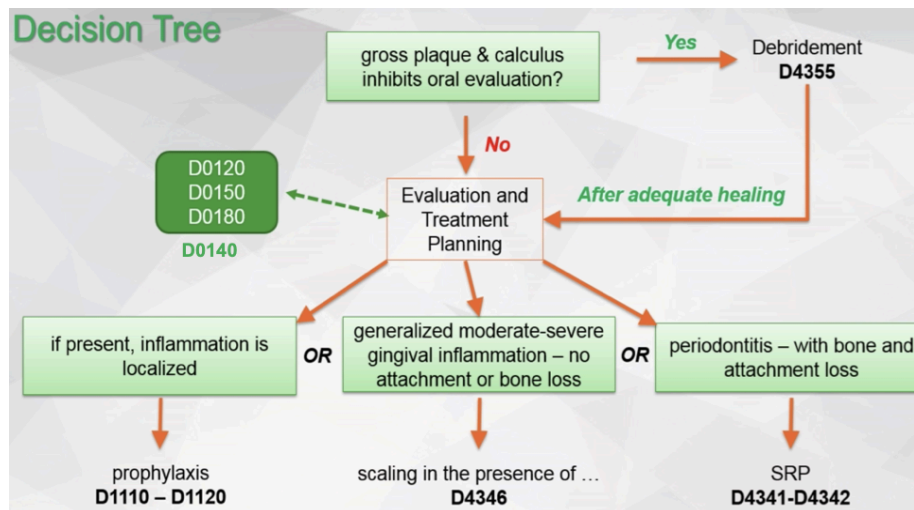 Decision Tree
gross plaque & calculus
inhibits oral evaluation?
Yes
Debridement
D4355
No
D0120
D0150
D0180
D0140
Evaluation and
Treatment
Planning
After adequate healing
if present, inflammation is
localized
OR
generalized moderate-severe
gingival inflammation – no
attachment or bone loss
OR
periodontitis – with bone and
attachment loss
prophylaxis
D1110 – D1120
scaling in the presence of ...
D4346
SRP
D4341-D4342